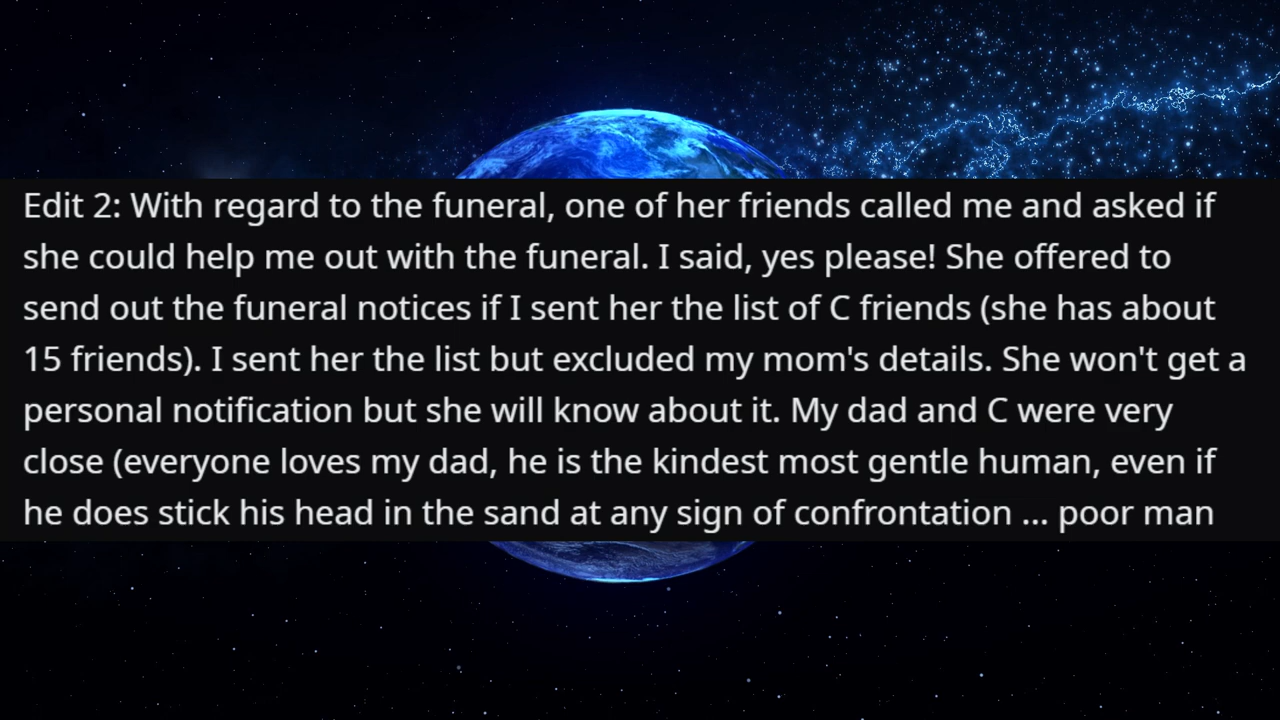 Edit 2: With regard to the funeral, one of her friends called me and asked if
she could help me out with the funeral. I said, yes please! She offered to
send out the funeral notices if I sent her the list of C friends (she has about
15 friends). I sent her the list but excluded my mom's details. She won't get a
personal notification but she will know about it. My dad and C were very
close (everyone loves my dad, he is the kindest most gentle human, even if
he does stick his head in the sand at any sign of confrontation ... poor man